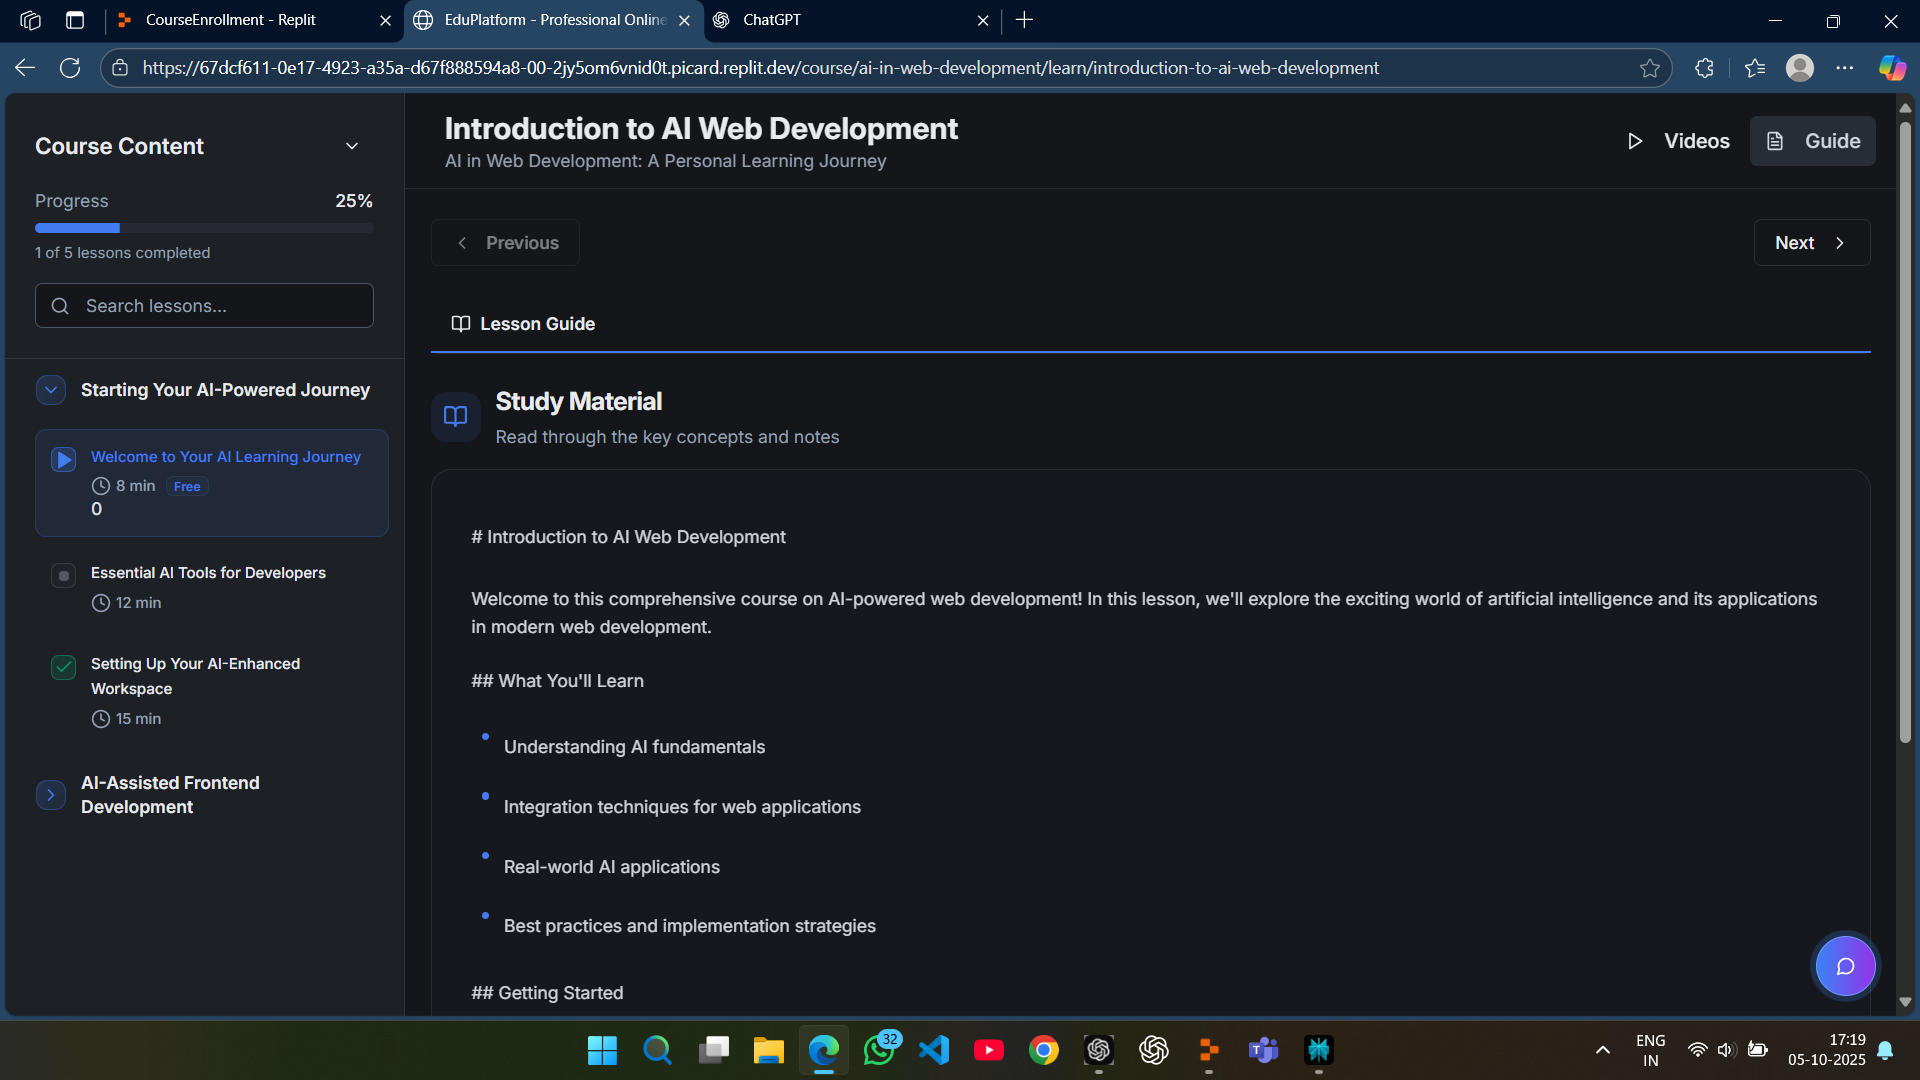 CourseEnrollment - Replit
EduPlatform - Professional Online
ChatGPT
https://67dcf611-0e17-4923-a35a-d67f888594a8-00-2jy5om6vnid0t.picard.replit.dev/course/ai-in-web-development/learn/introduction-to-ai-web-development
Course Content
Progress 25%
1 of 5 lessons completed
Search lessons...
Starting Your AI-Powered Journey
Welcome to Your AI Learning Journey
8 min Free
0
Essential AI Tools for Developers
12 min
Setting Up Your AI-Enhanced
Workspace
15 min
AI-Assisted Frontend
Development
Introduction to AI Web Development
AI in Web Development: A Personal Learning Journey
Videos
Guide
Previous
Next
Lesson Guide
Study Material
Read through the key concepts and notes
# Introduction to AI Web Development
Welcome to this comprehensive course on AI-powered web development! In this lesson, we'll explore the exciting world of artificial intelligence and its applications
in modern web development.
## What You'll Learn
Understanding AI fundamentals
Integration techniques for web applications
Real-world AI applications
Best practices and implementation strategies
## Getting Started
32
T
ENG
IN
17:19
05-10-2025